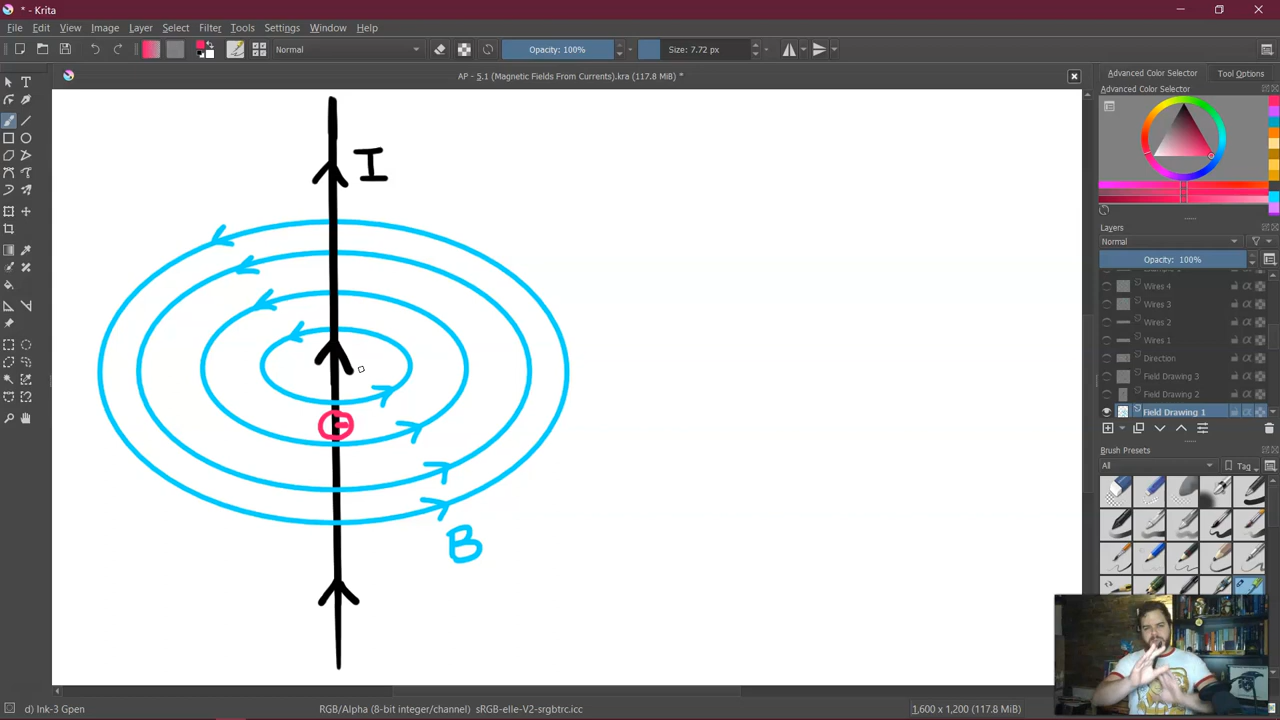 * - Krita
File Edit View Image Layer Select Filter Tools Settings Window Help
Normal Opacity: 100% Size: 7.72 px
AP - 5.1 (Magnetic Fields From Currents).kra (117.8 MiB) *
Advanced Color Selector Tool Options
Advanced Color Selector
I
B
Layers
Normal
Opacity: 100%
Wires 4
Wires 3
Wires 2
Wires 1
Direction
Field Drawing 3
Field Drawing 2
Field Drawing 1
Brush Presets
All Tag
d) Ink-3 Gpen RGB/Alpha (8-bit integer/channel) sRGB-elle-V2-srgbtrc.icc 1,600 x 1,200 (117.8 MiB)